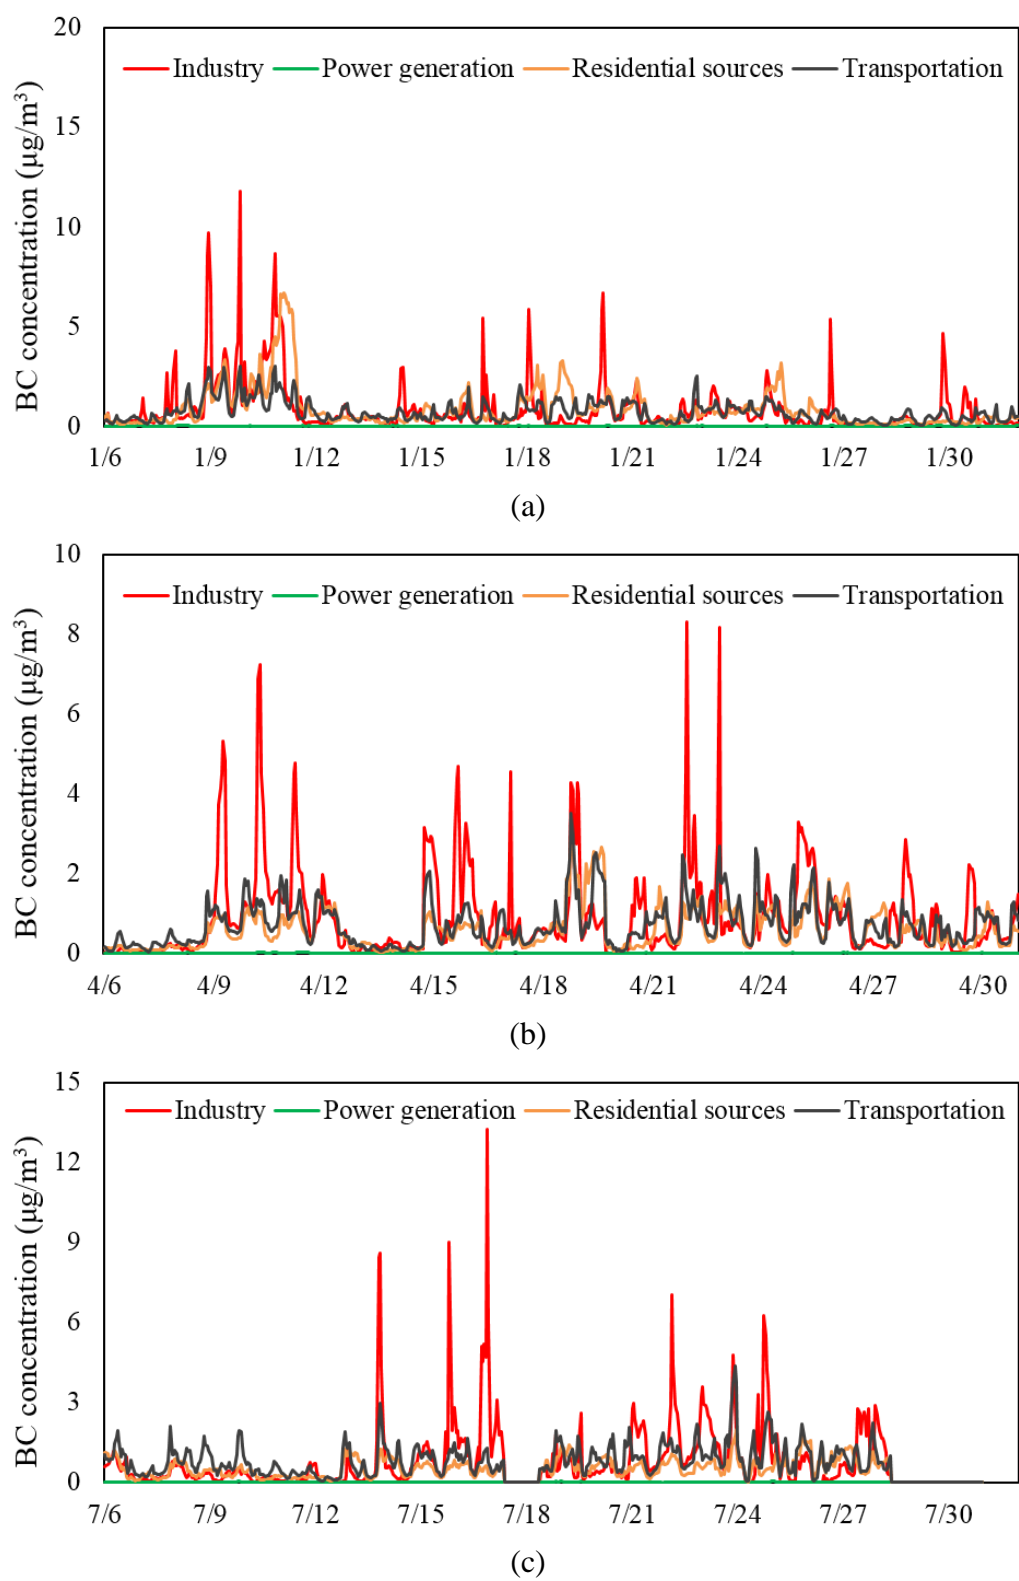 20
Industry Power generation Residential sources Transportation
15
10
5
0
BC concentration (μg/m³)
1/6 1/9 1/12 1/15 1/18 1/21 1/24 1/27 1/30
(a)
10
Industry Power generation Residential sources Transportation
8
6
4
2
0
BC concentration (μg/m³)
4/6 4/9 4/12 4/15 4/18 4/21 4/24 4/27 4/30
(b)
15
Industry Power generation Residential sources Transportation
12
9
6
3
0
BC concentration (μg/m³)
7/6 7/9 7/12 7/15 7/18 7/21 7/24 7/27 7/30
(c)